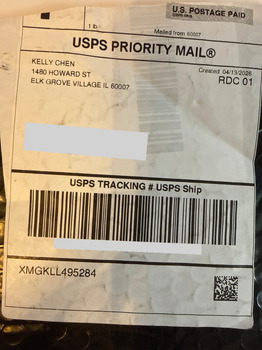 U.S. POSTAGE PAID
1 lb
Mailed from 60007
USPS PRIORITY MAIL®
KELLY CHEN
1480 HOWARD ST
ELK GROVE VILLAGE IL 60007
Created 04/13/2026
RDC 01
USPS TRACKING # USPS Ship
XMGKLL495284